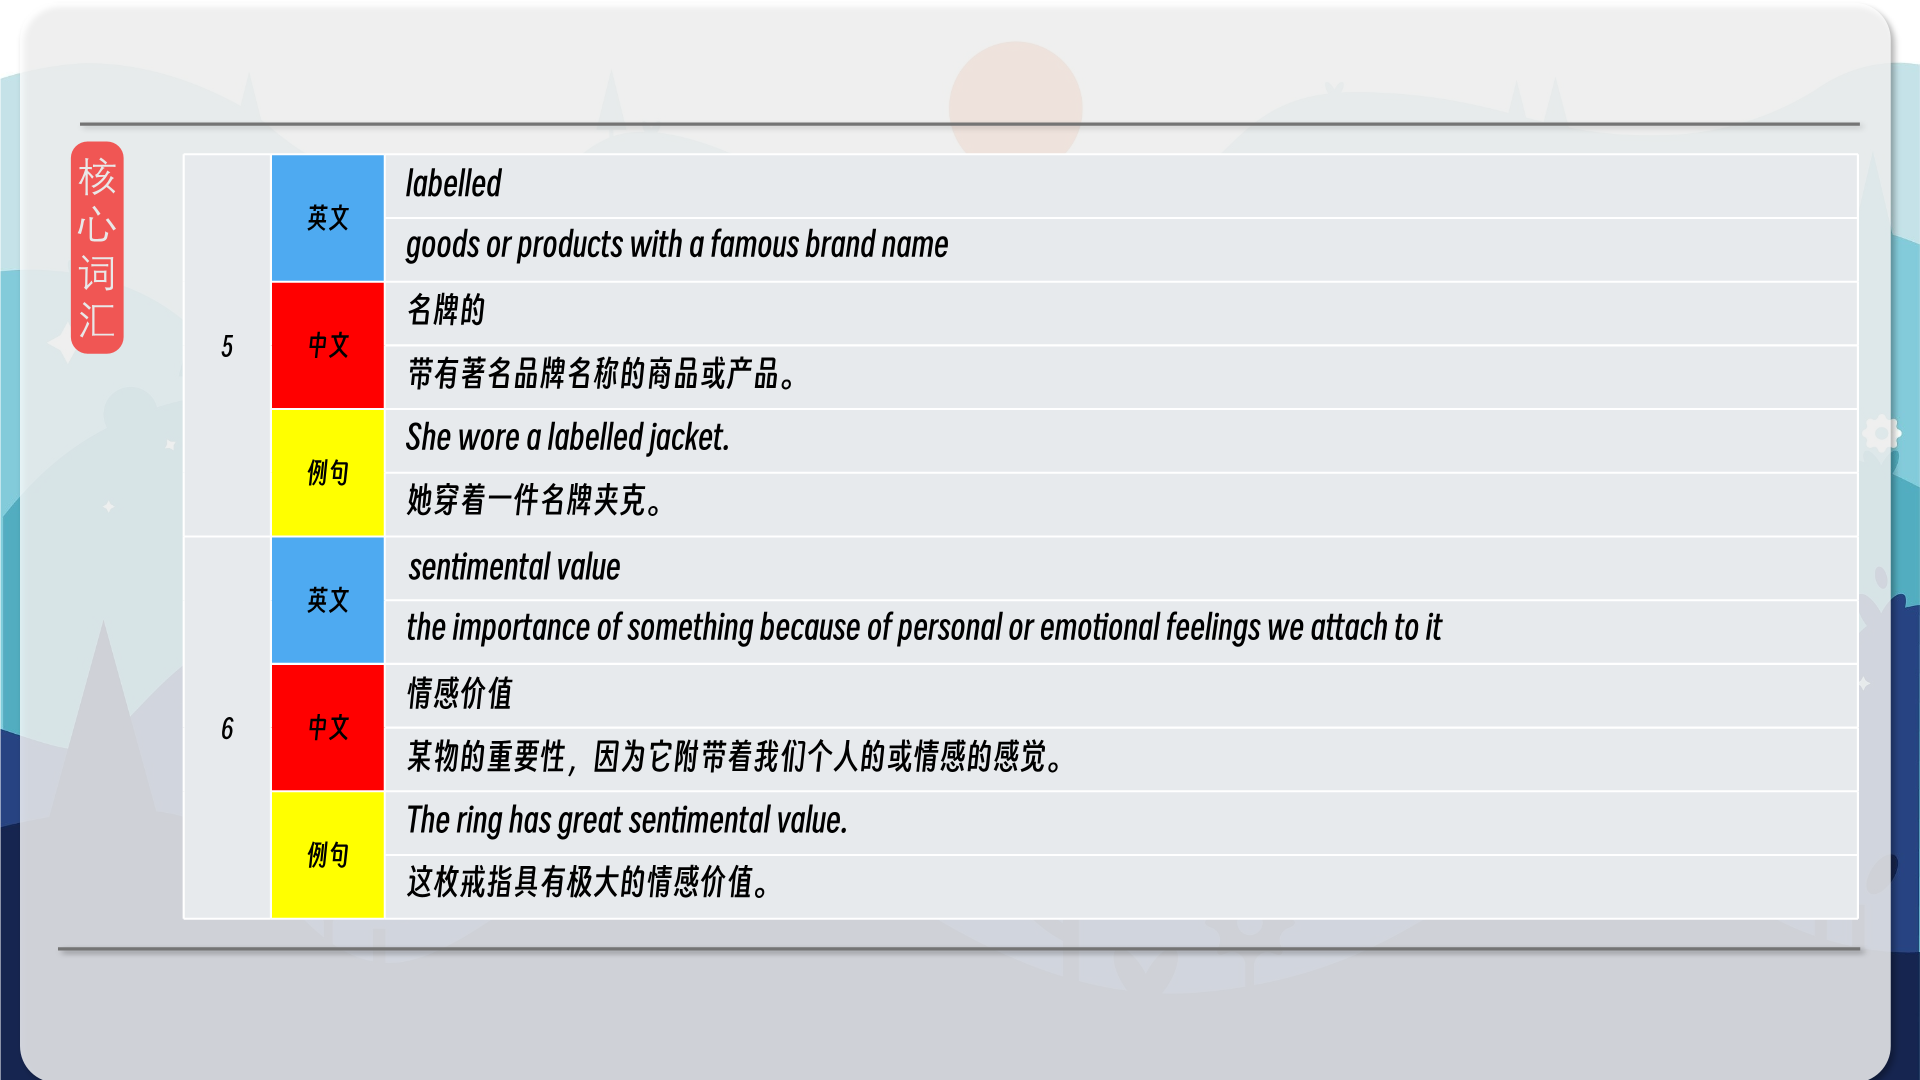 核心词汇
5
英文
labelled
goods or products with a famous brand name
中文
名牌的
带有著名品牌名称的商品或产品。
例句
She wore a labelled jacket.
她穿着一件名牌夹克。
6
英文
sentimental value
the importance of something because of personal or emotional feelings we attach to it
中文
情感价值
某物的重要性，因为它附带着我们个人的或情感的感觉。
例句
The ring has great sentimental value.
这枚戒指具有极大的情感价值。